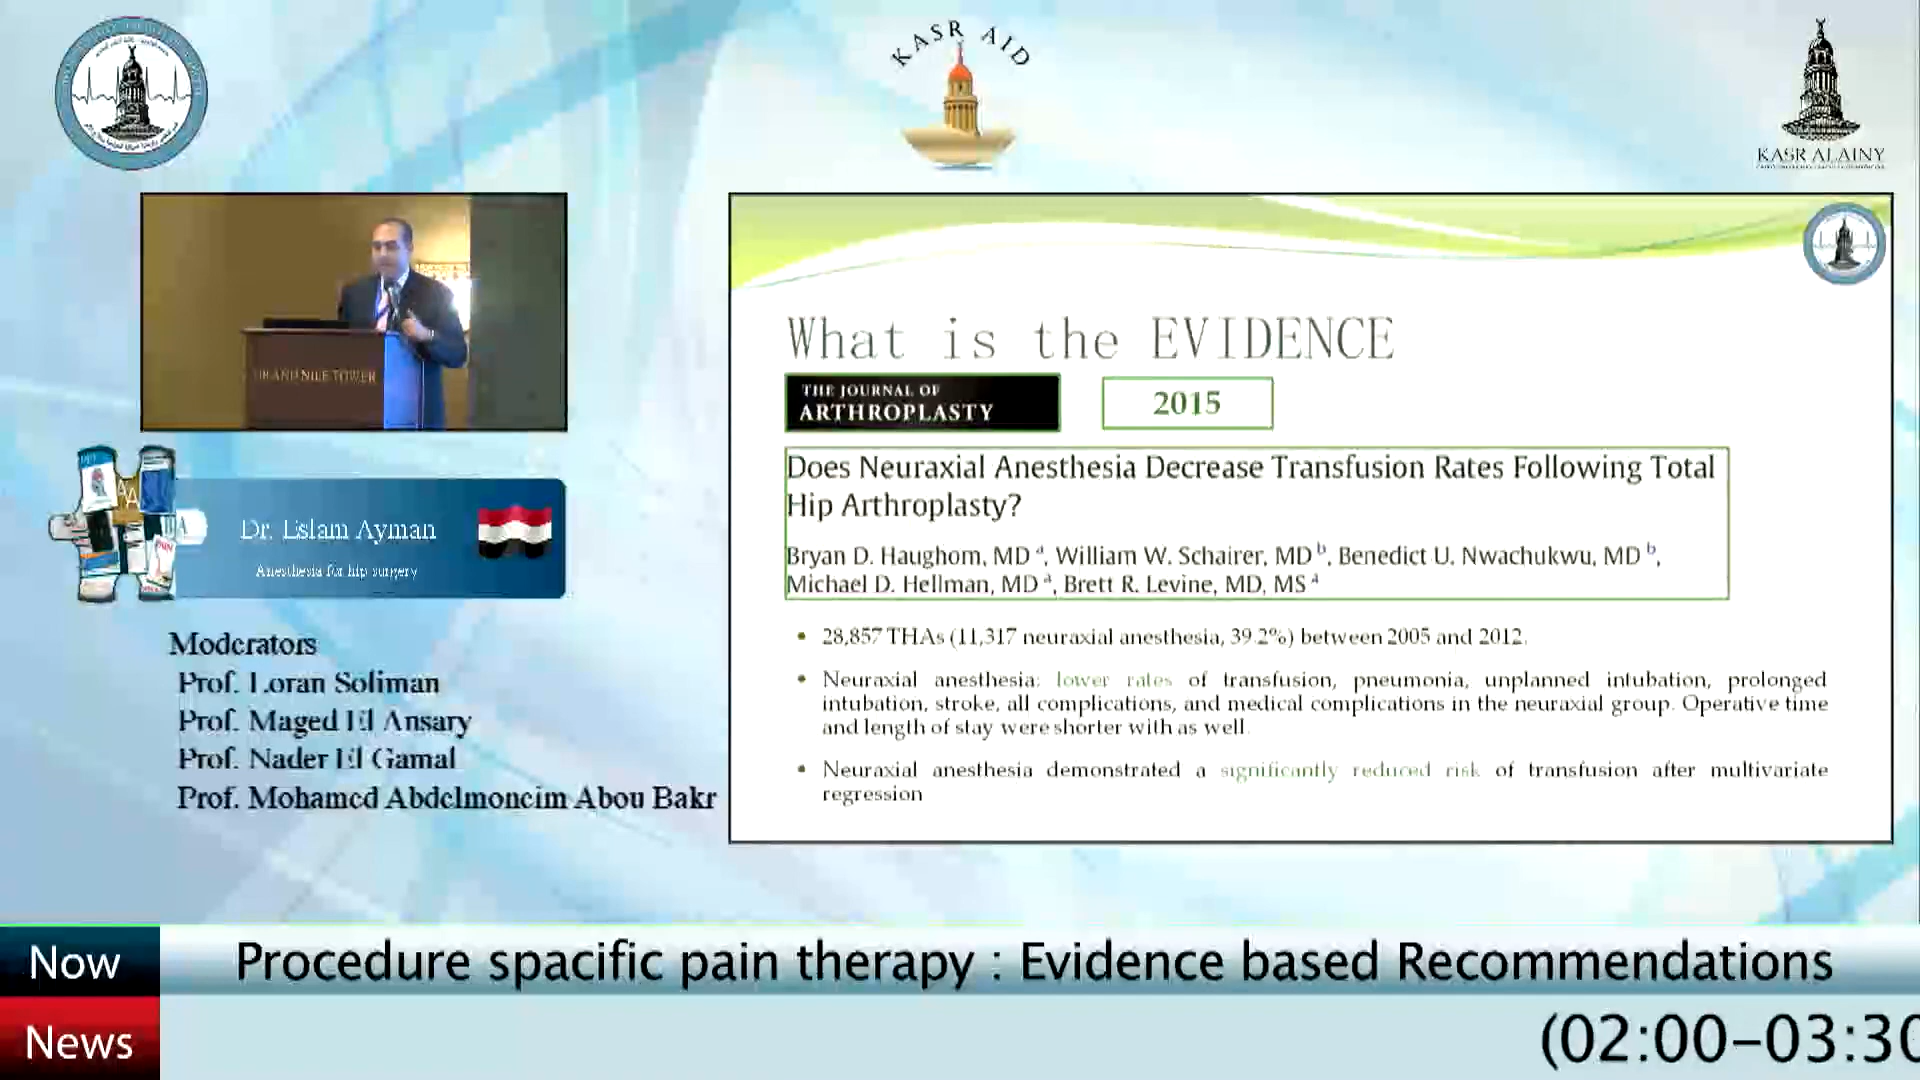 KASR AID
KASR ALAINY
GRAND NILE TOWER
Dr. Eslam Ayman
Anesthesia for hip surgery
Moderators
Prof. Loran Soliman
Prof. Maged El Ansary
Prof. Nader El Gamal
Prof. Mohamed Abdelmoneim Abou Bakr
What is the EVIDENCE
THE JOURNAL OF
ARTHROPLASTY
2015
Does Neuraxial Anesthesia Decrease Transfusion Rates Following Total
Hip Arthroplasty?
Bryan D. Haughom, MD a, William W. Schairer, MD b, Benedict U. Nwachukwu, MD b,
Michael D. Hellman, MD a, Brett R. Levine, MD, MS a
• 28,857 THAs (11,317 neuraxial anesthesia, 39.2%) between 2005 and 2012.
• Neuraxial anesthesia: lower rates of transfusion, pneumonia, unplanned intubation, prolonged
intubation, stroke, all complications, and medical complications in the neuraxial group. Operative time
and length of stay were shorter with as well.
• Neuraxial anesthesia demonstrated a significantly reduced risk of transfusion after multivariate
regression
Now
Procedure spacific pain therapy : Evidence based Recommendations
News
(02:00-03:30